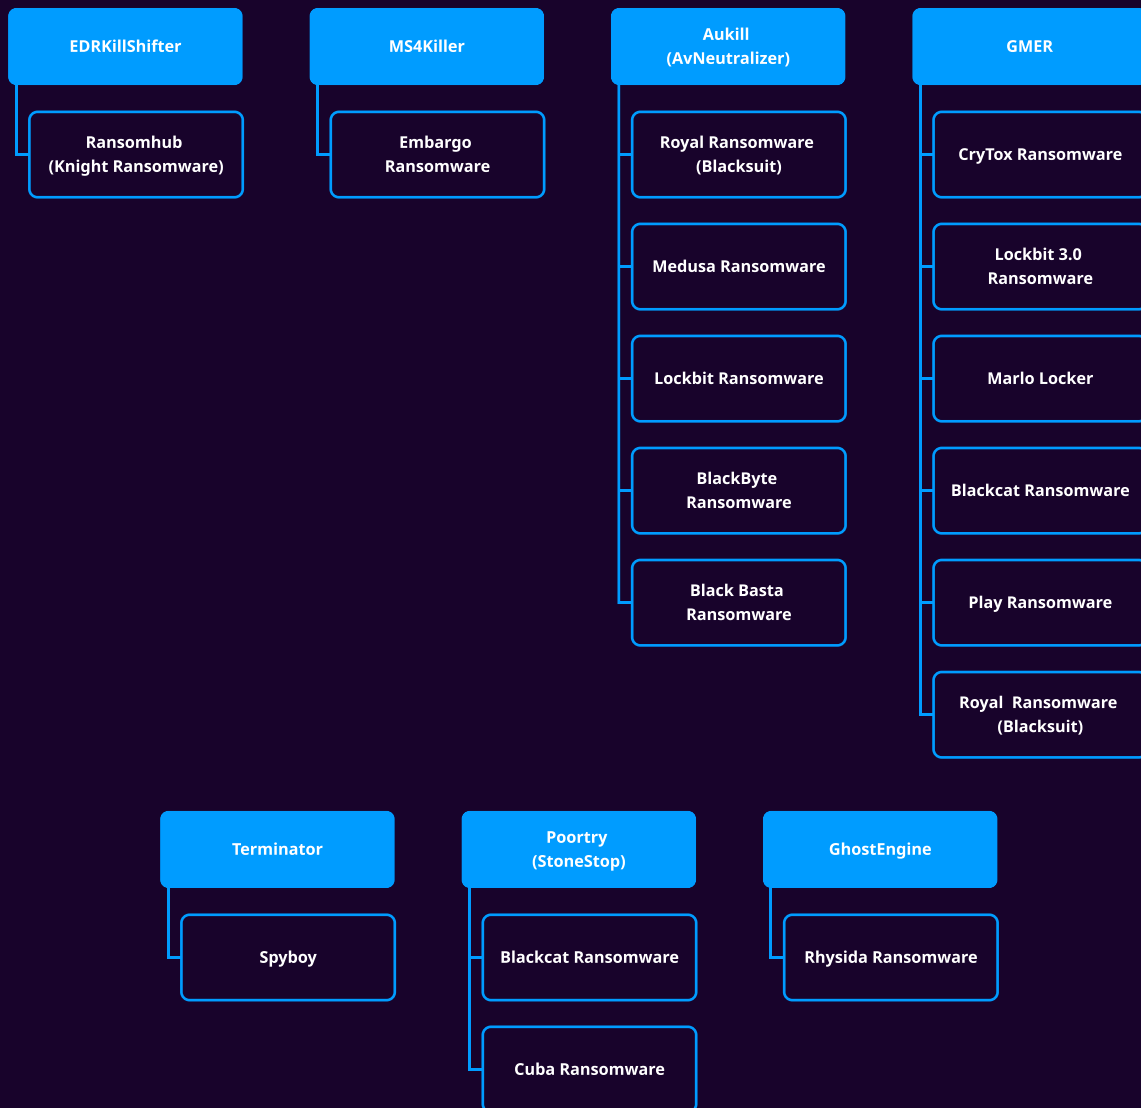 EDRKillShifter
Ransomhub
(Knight Ransomware)
MS4Killer
Embargo
Ransomware
Aukill
(AvNeutralizer)
Royal Ransomware
(Blacksuit)
Medusa Ransomware
Lockbit Ransomware
BlackByte
Ransomware
Black Basta
Ransomware
GMER
CryTox Ransomware
Lockbit 3.0
Ransomware
Marlo Locker
Blackcat Ransomware
Play Ransomware
Royal  Ransomware
(Blacksuit)
Terminator
Spyboy
Poortry
(StoneStop)
Blackcat Ransomware
Cuba Ransomware
GhostEngine
Rhysida Ransomware